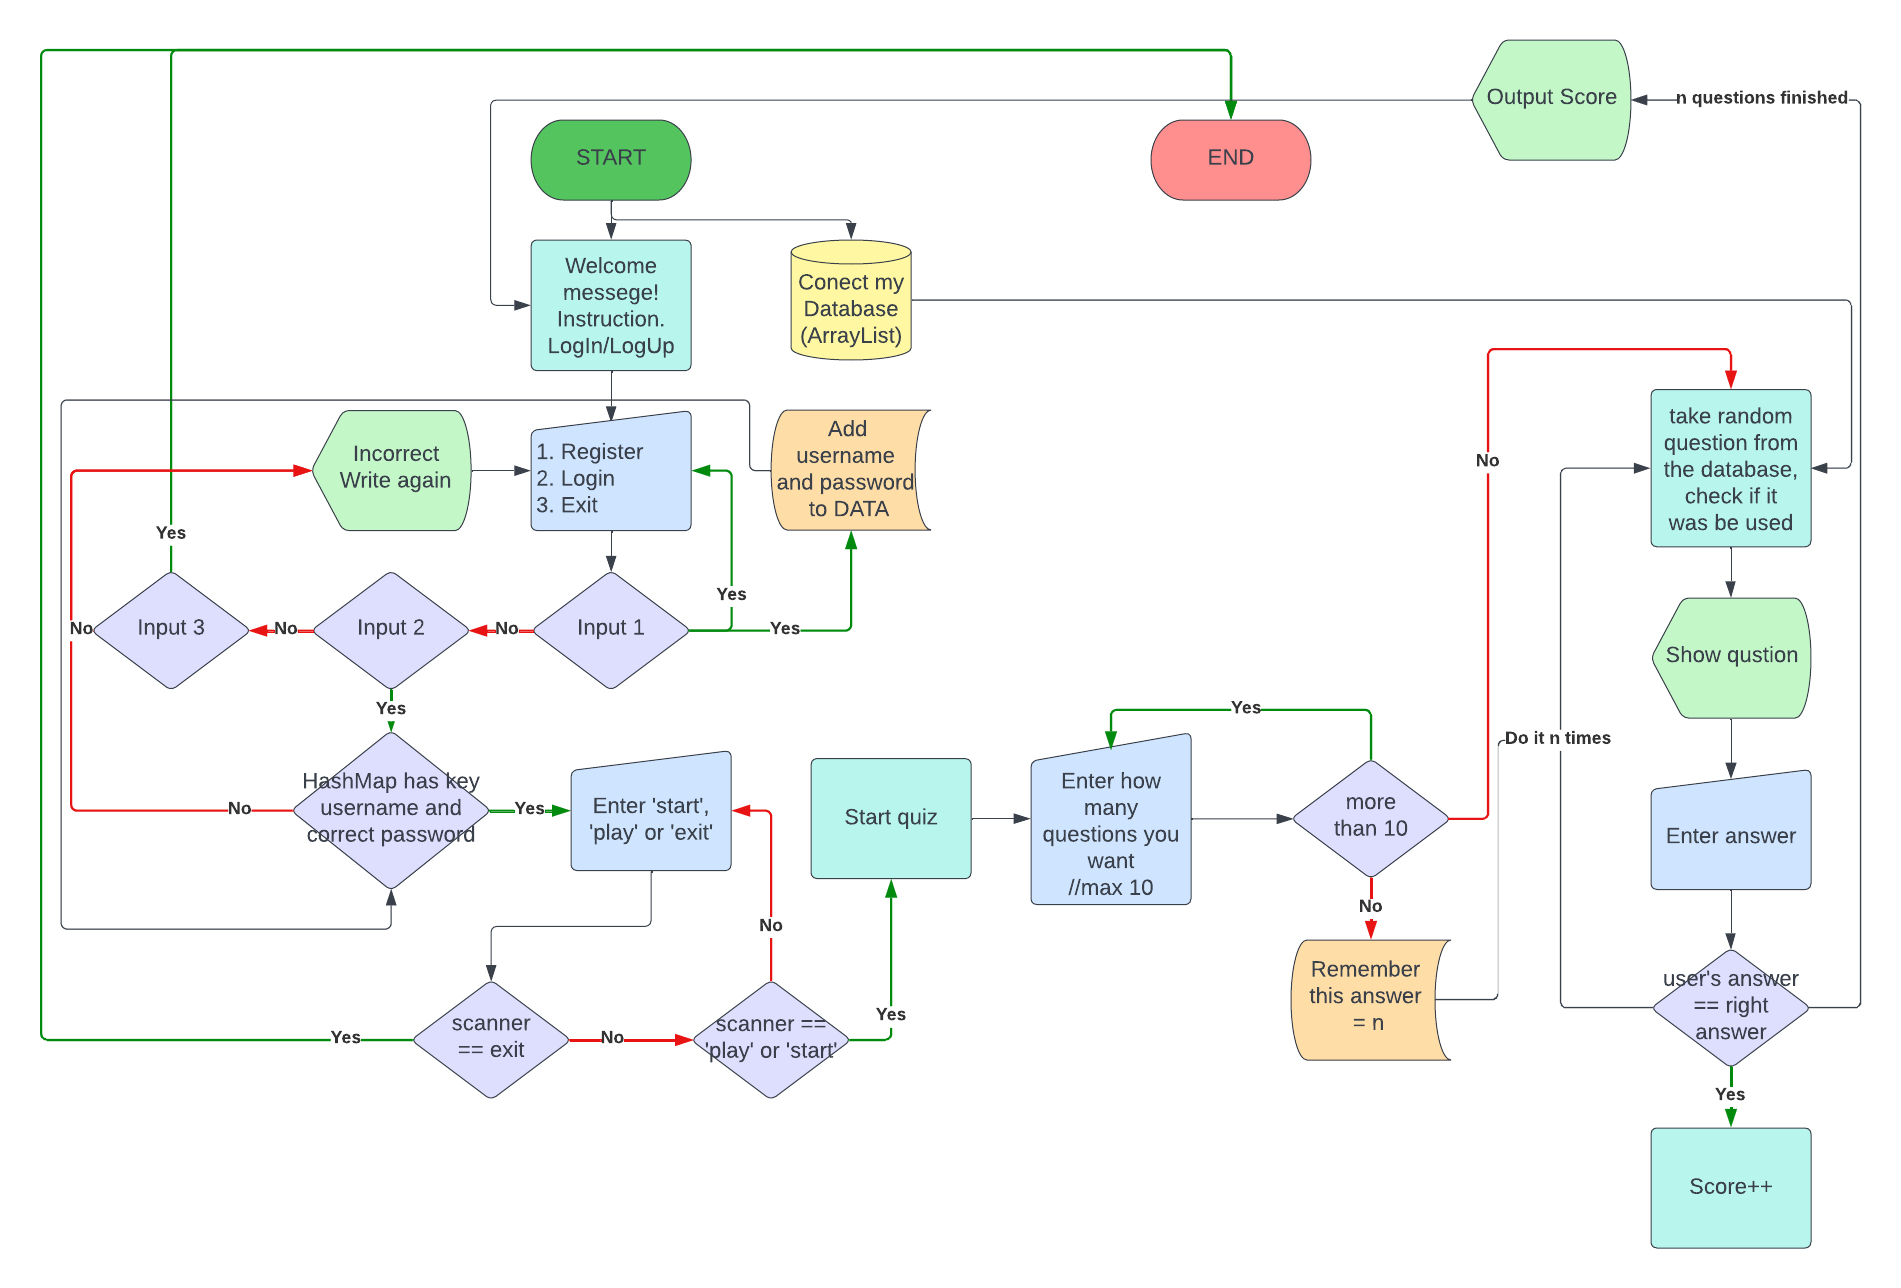 Output Score
n questions finished
START
END
Welcome
messege!
Instruction.
LogIn/LogUp
Conect my
Database
(ArrayList)
Incorrect
Write again
1. Register
2. Login
3. Exit
Add
username
and password
to DATA
No
take random
question from
the database,
check if it
was be used
Yes
Yes
No
Input 3
No
Input 2
No
Input 1
Yes
Show qustion
Yes
Yes
Do it n times
HashMap has key
username and
correct password
No
Yes
Enter 'start',
'play' or 'exit'
Start quiz
Enter how
many
questions you
want
//max 10
more
than 10
Enter answer
No
No
Remember
this answer
= n
user's answer
== right
answer
Yes
scanner
== exit
No
scanner ==
'play' or 'start'
Yes
Yes
Score++